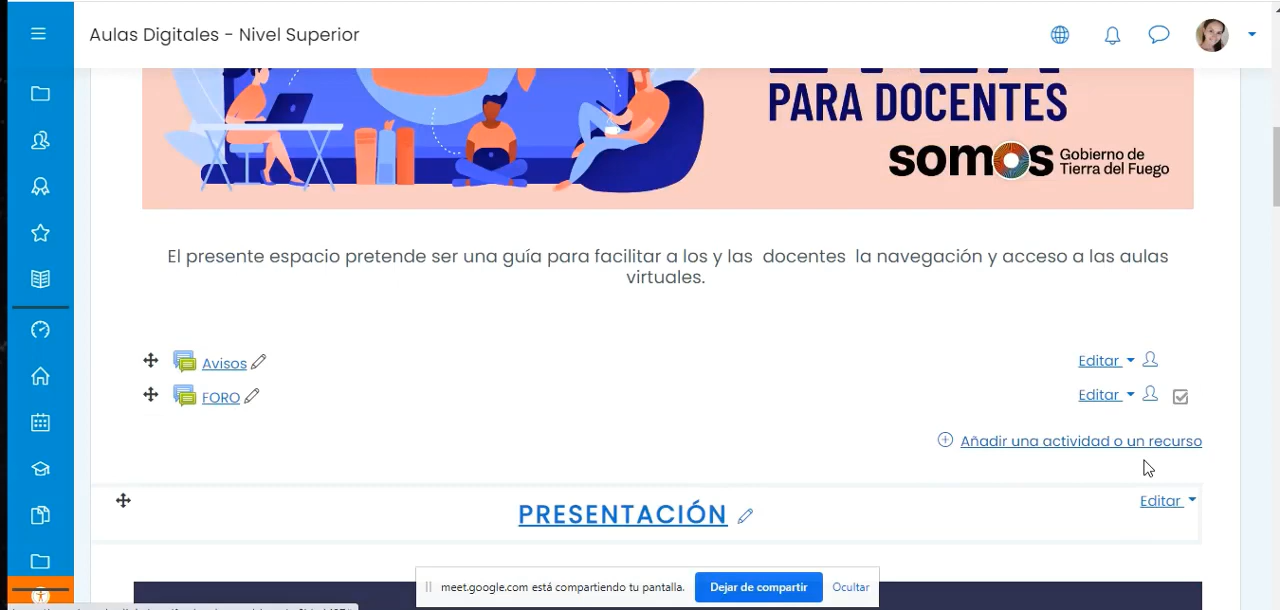 Aulas Digitales - Nivel Superior
PARA DOCENTES
somos Gobierno de
Tierra del Fuego
El presente espacio pretende ser una guía para facilitar a los y las docentes la navegación y acceso a las aulas
virtuales.
Avisos
Editar
FORO
Editar
Añadir una actividad o un recurso
PRESENTACIÓN
Editar
meet.google.com está compartiendo tu pantalla.
Dejar de compartir
Ocultar